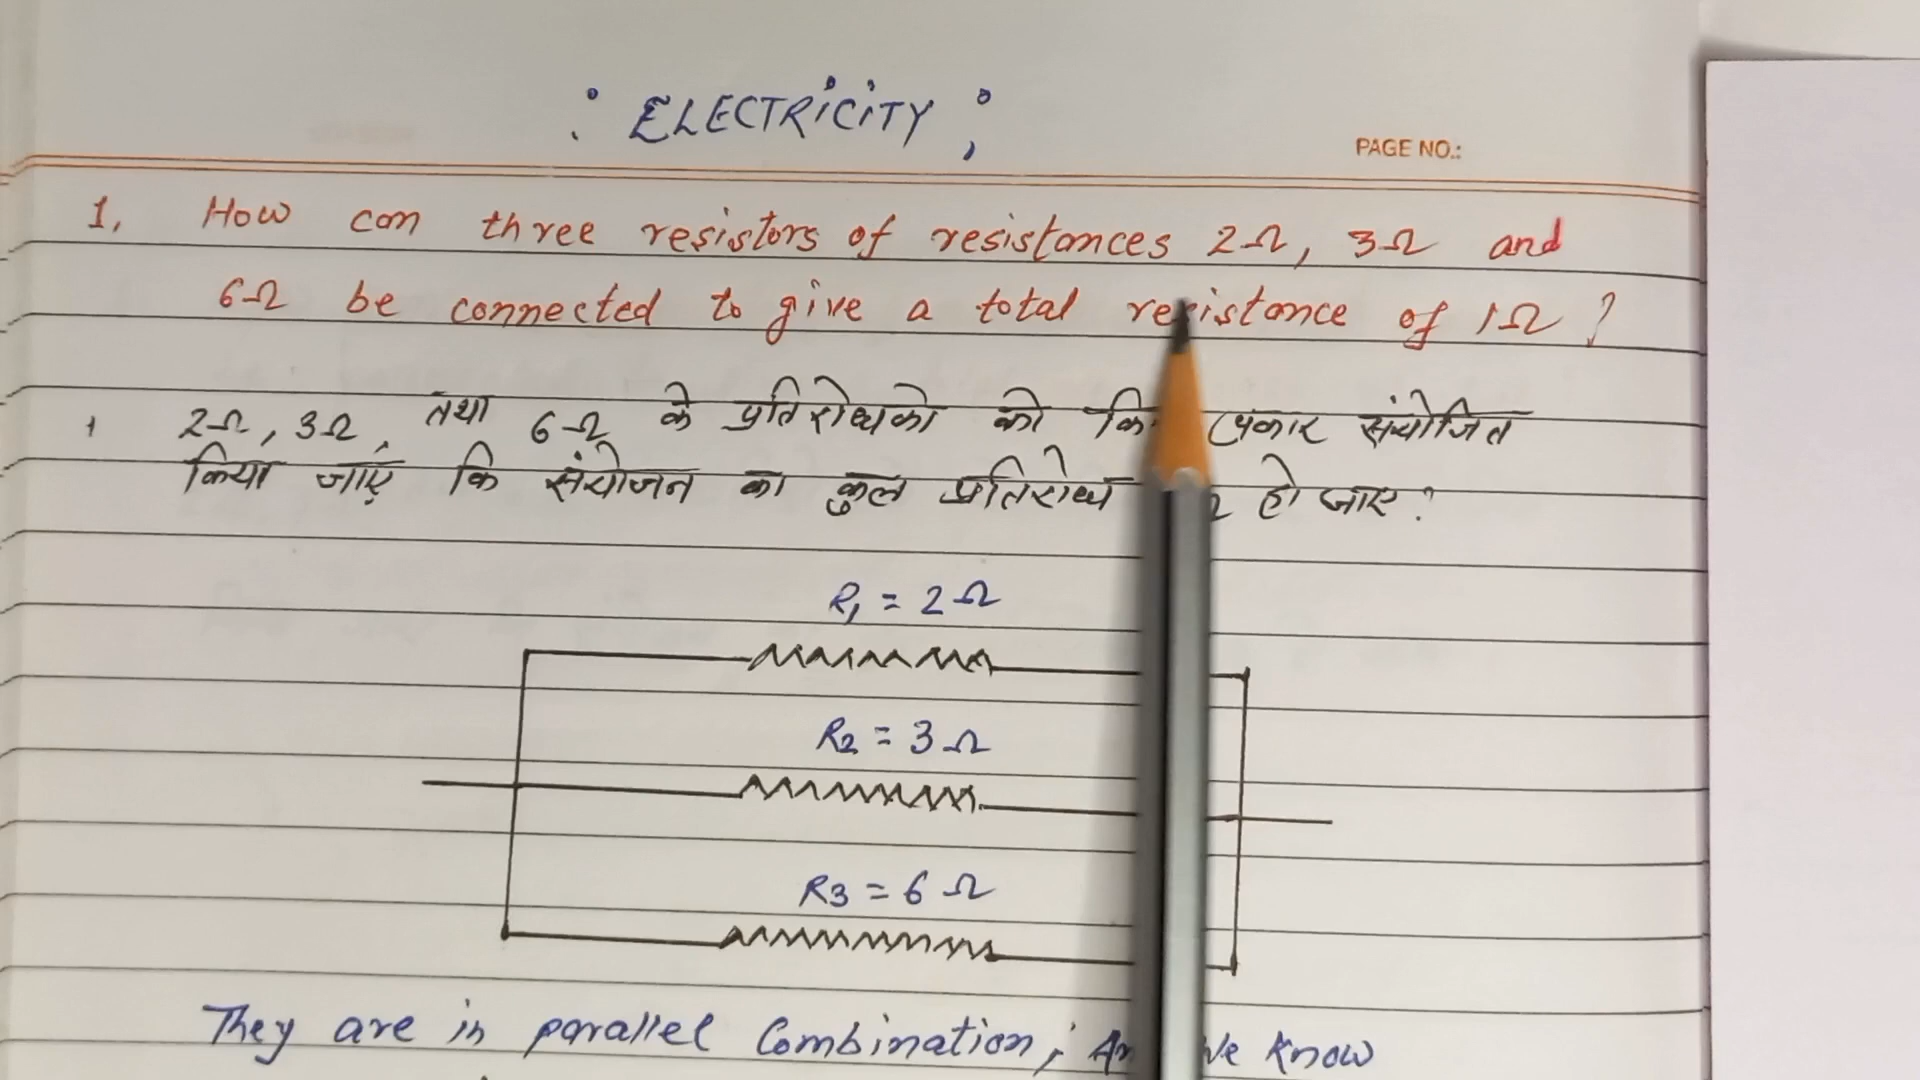 : ELECTRICITY ;
PAGE NO.:
1. How can three resistors of resistances 2Ω, 3Ω and
6Ω be connected to give a total resistance of 1Ω ?
1 2Ω, 3Ω, तथा 6Ω के प्रतिरोधको को प्रकार संयोजित
किया जाएं कि संयोजन का कुल प्रतिरोध हो जाए ?
R1 = 2Ω
R2 = 3Ω
R3 = 6Ω
They are in parallel Combination; know